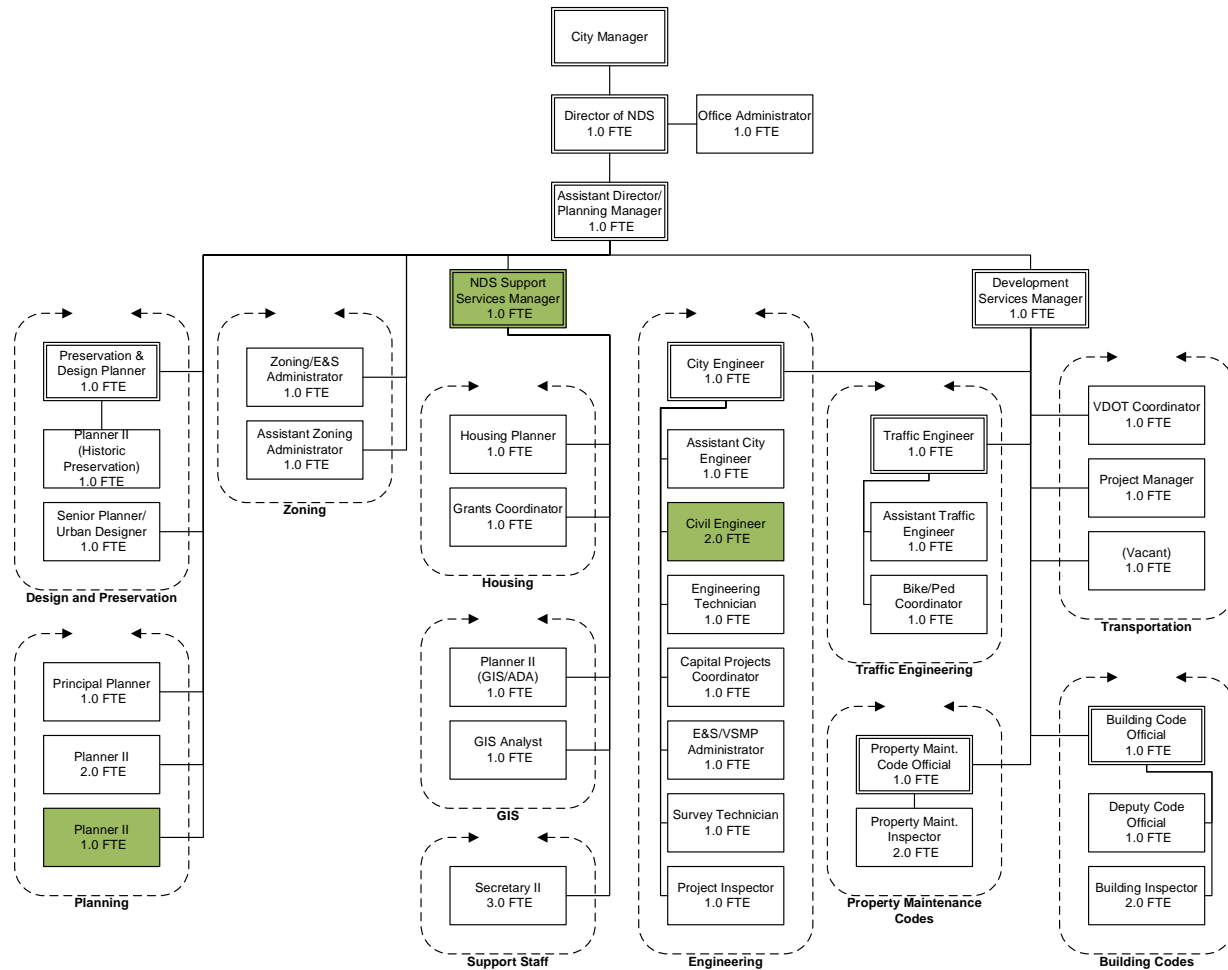 City Manager
Director of NDS
1.0 FTE
Office Administrator
1.0 FTE
Assistant Director/
Planning Manager
1.0 FTE
NDS Support
Services Manager
1.0 FTE
Development
Services Manager
1.0 FTE
Preservation &
Design Planner
1.0 FTE
Planner II
(Historic
Preservation)
1.0 FTE
Senior Planner/
Urban Designer
1.0 FTE
Design and Preservation
Principal Planner
1.0 FTE
Planner II
2.0 FTE
Planner II
1.0 FTE
Planning
Zoning/E&S
Administrator
1.0 FTE
Assistant Zoning
Administrator
1.0 FTE
Zoning
Housing Planner
1.0 FTE
Grants Coordinator
1.0 FTE
Housing
Planner II
(GIS/ADA)
1.0 FTE
GIS Analyst
1.0 FTE
GIS
Secretary II
3.0 FTE
Support Staff
City Engineer
1.0 FTE
Assistant City
Engineer
1.0 FTE
Civil Engineer
2.0 FTE
Engineering
Technician
1.0 FTE
Capital Projects
Coordinator
1.0 FTE
E&S/VSMP
Administrator
1.0 FTE
Survey Technician
1.0 FTE
Project Inspector
1.0 FTE
Engineering
Traffic Engineer
1.0 FTE
Assistant Traffic
Engineer
1.0 FTE
Bike/Ped
Coordinator
1.0 FTE
Traffic Engineering
Property Maint.
Code Official
1.0 FTE
Property Maint.
Inspector
2.0 FTE
Property Maintenance
Codes
VDOT Coordinator
1.0 FTE
Project Manager
1.0 FTE
(Vacant)
1.0 FTE
Transportation
Building Code
Official
1.0 FTE
Deputy Code
Official
1.0 FTE
Building Inspector
2.0 FTE
Building Codes